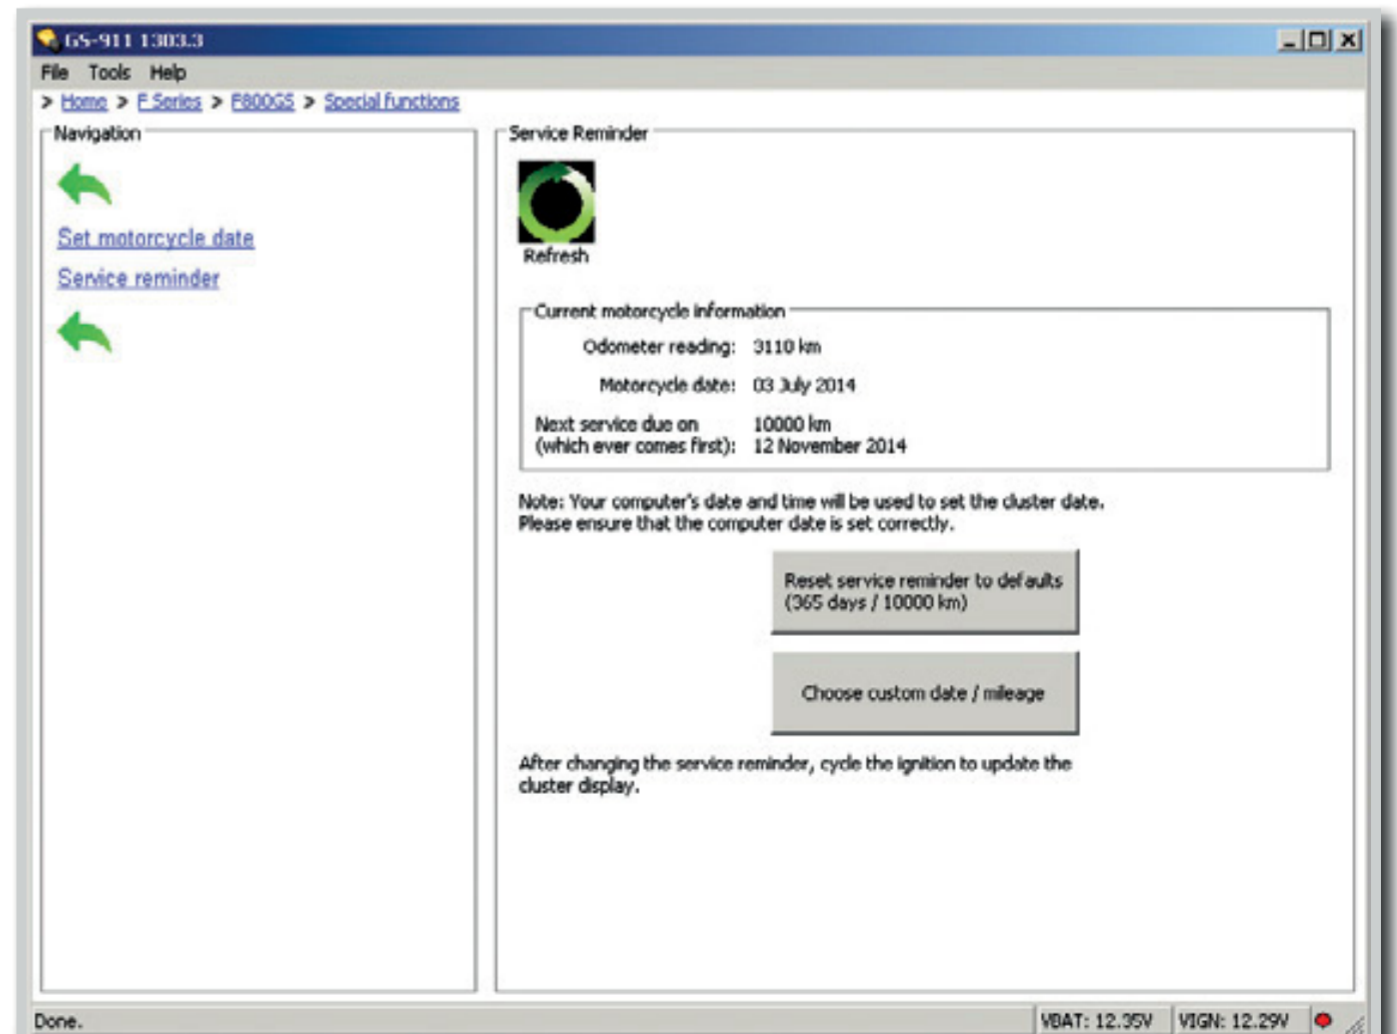 GS-911 1303.3
File Tools Help
> Home > F Series > F800GS > Special functions
Navigation
Set motorcycle date
Service reminder
Service Reminder
Refresh
Current motorcycle information
Odometer reading: 3110 km
Motorcycle date: 03 July 2014
Next service due on 10000 km
(which ever comes first): 12 November 2014
Note: Your computer's date and time will be used to set the cluster date.
Please ensure that the computer date is set correctly.
Reset service reminder to defaults
(365 days / 10000 km)
Choose custom date / mileage
After changing the service reminder, cycle the ignition to update the
cluster display.
Done.
VBAT: 12.35V VIGN: 12.29V